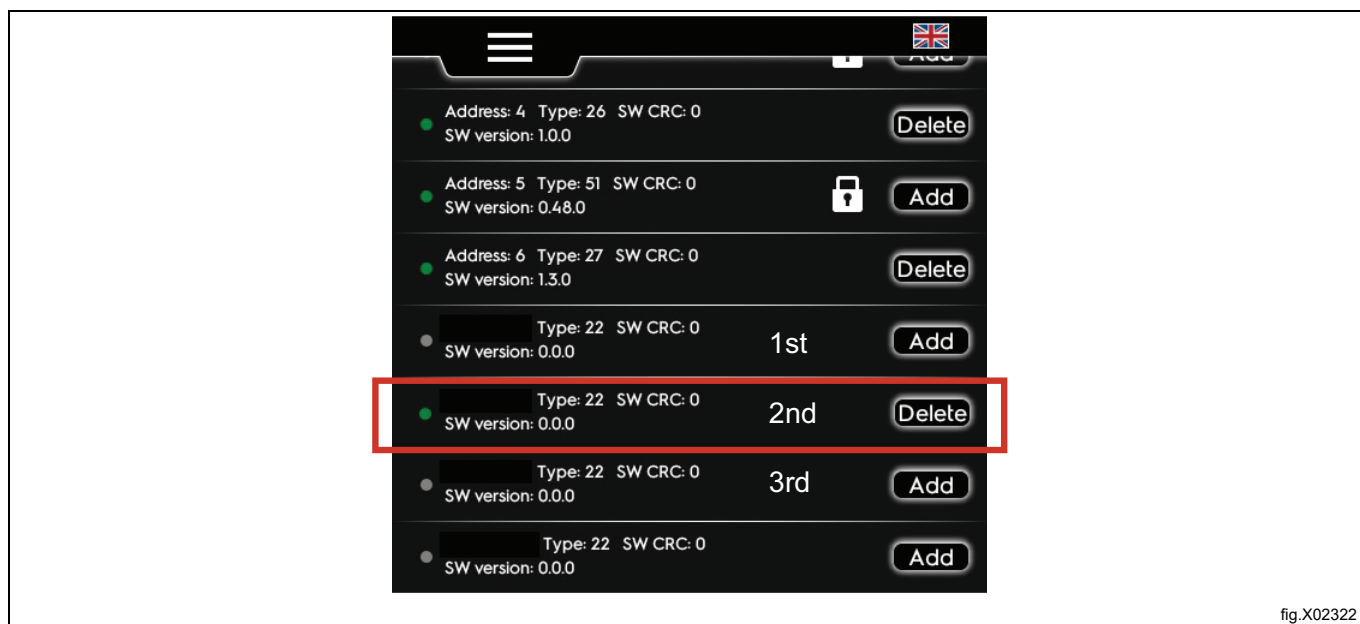 Add
Address: 4 Type: 26 SW CRC: 0
SW version: 1.0.0
Delete
Address: 5 Type: 51 SW CRC: 0
SW version: 0.48.0
Add
Address: 6 Type: 27 SW CRC: 0
SW version: 1.3.0
Delete
Type: 22 SW CRC: 0
SW version: 0.0.0
1st
Add
Type: 22 SW CRC: 0
SW version: 0.0.0
2nd
Delete
Type: 22 SW CRC: 0
SW version: 0.0.0
3rd
Add
Type: 22 SW CRC: 0
SW version: 0.0.0
Add
fig.X02322